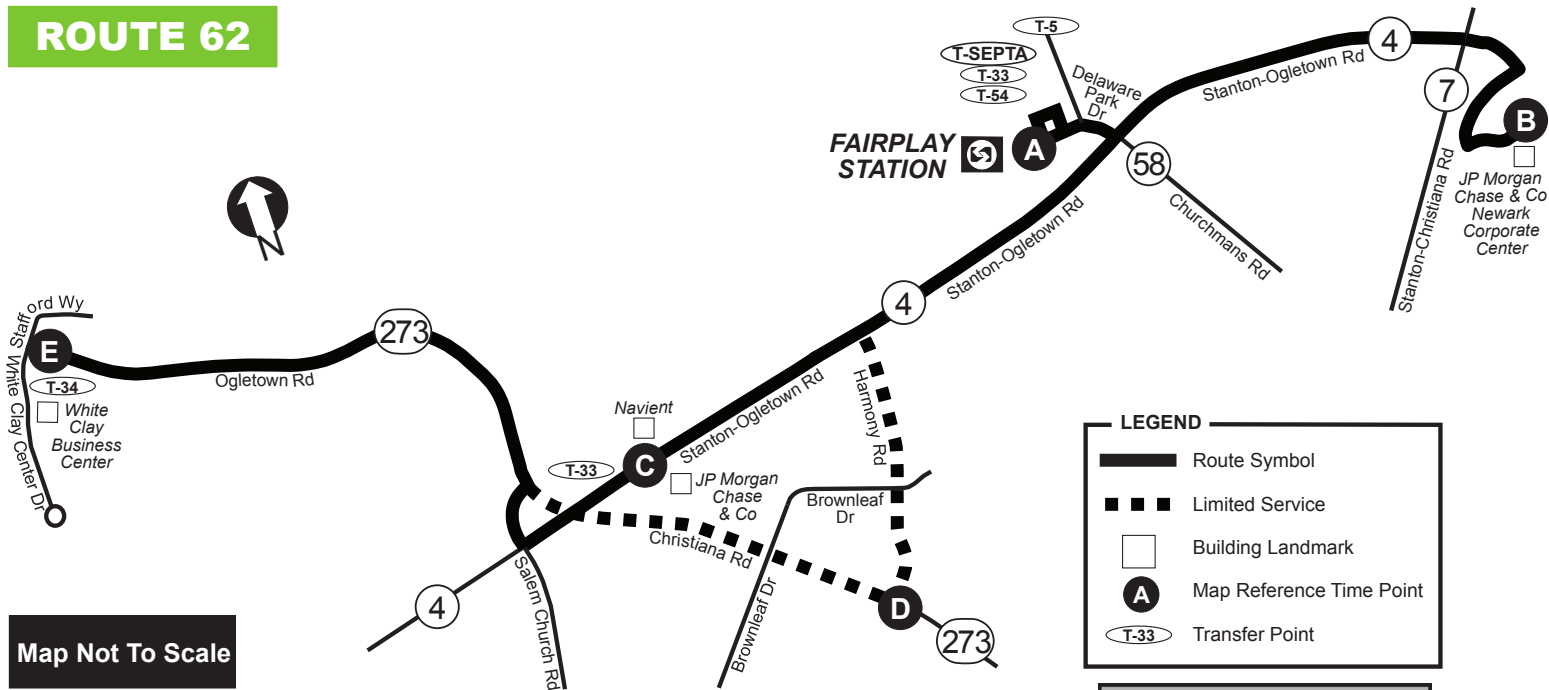 ROUTE 62
T-5
T-SEPTA
T-33
T-54
Delaware
Park
Dr
FAIRPLAY
STATION
A
58
Churchmans Rd
Stanton-Ogletown Rd
4
7
Stanton-Christiana Rd
B
JP Morgan
Chase & Co
Newark
Corporate
Center
N
Stafford Wy
E
T-34
White
Clay
Business
Center
White Clay Center Dr
273
Ogletown Rd
Stanton-Ogletown Rd
4
Stanton-Ogletown Rd
Harmony Rd
Navient
T-33
C
JP Morgan
Chase
& Co
Christiana Rd
Brownleaf
Dr
Brownleaf Dr
D
273
Salem Church Rd
4
Map Not To Scale
LEGEND
Route Symbol
Limited Service
Building Landmark
A Map Reference Time Point
T-33 Transfer Point